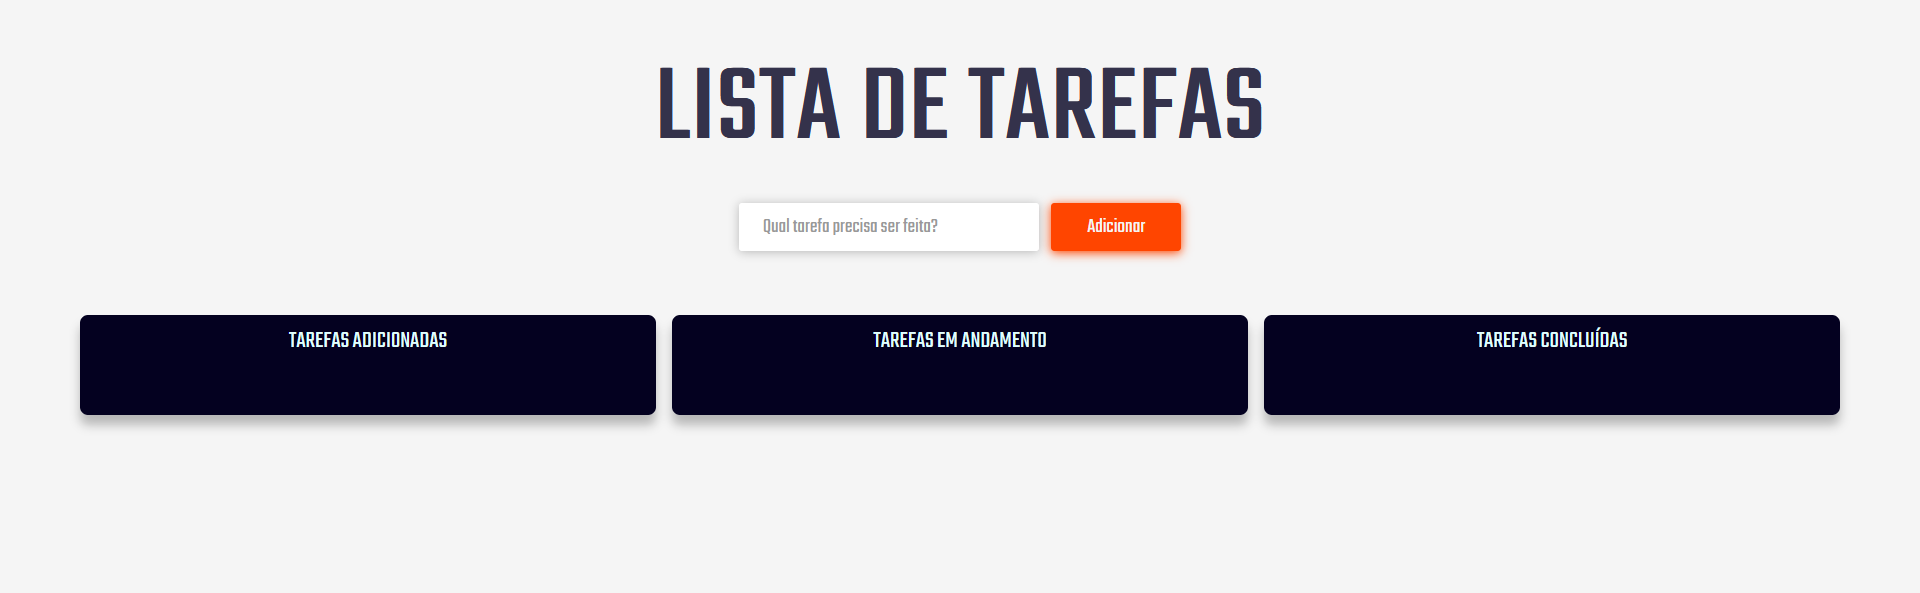 LISTA DE TAREFAS
Qual tarefa precisa ser feita?
Adicionar
TAREFAS ADICIONADAS
TAREFAS EM ANDAMENTO
TAREFAS CONCLUÍDAS